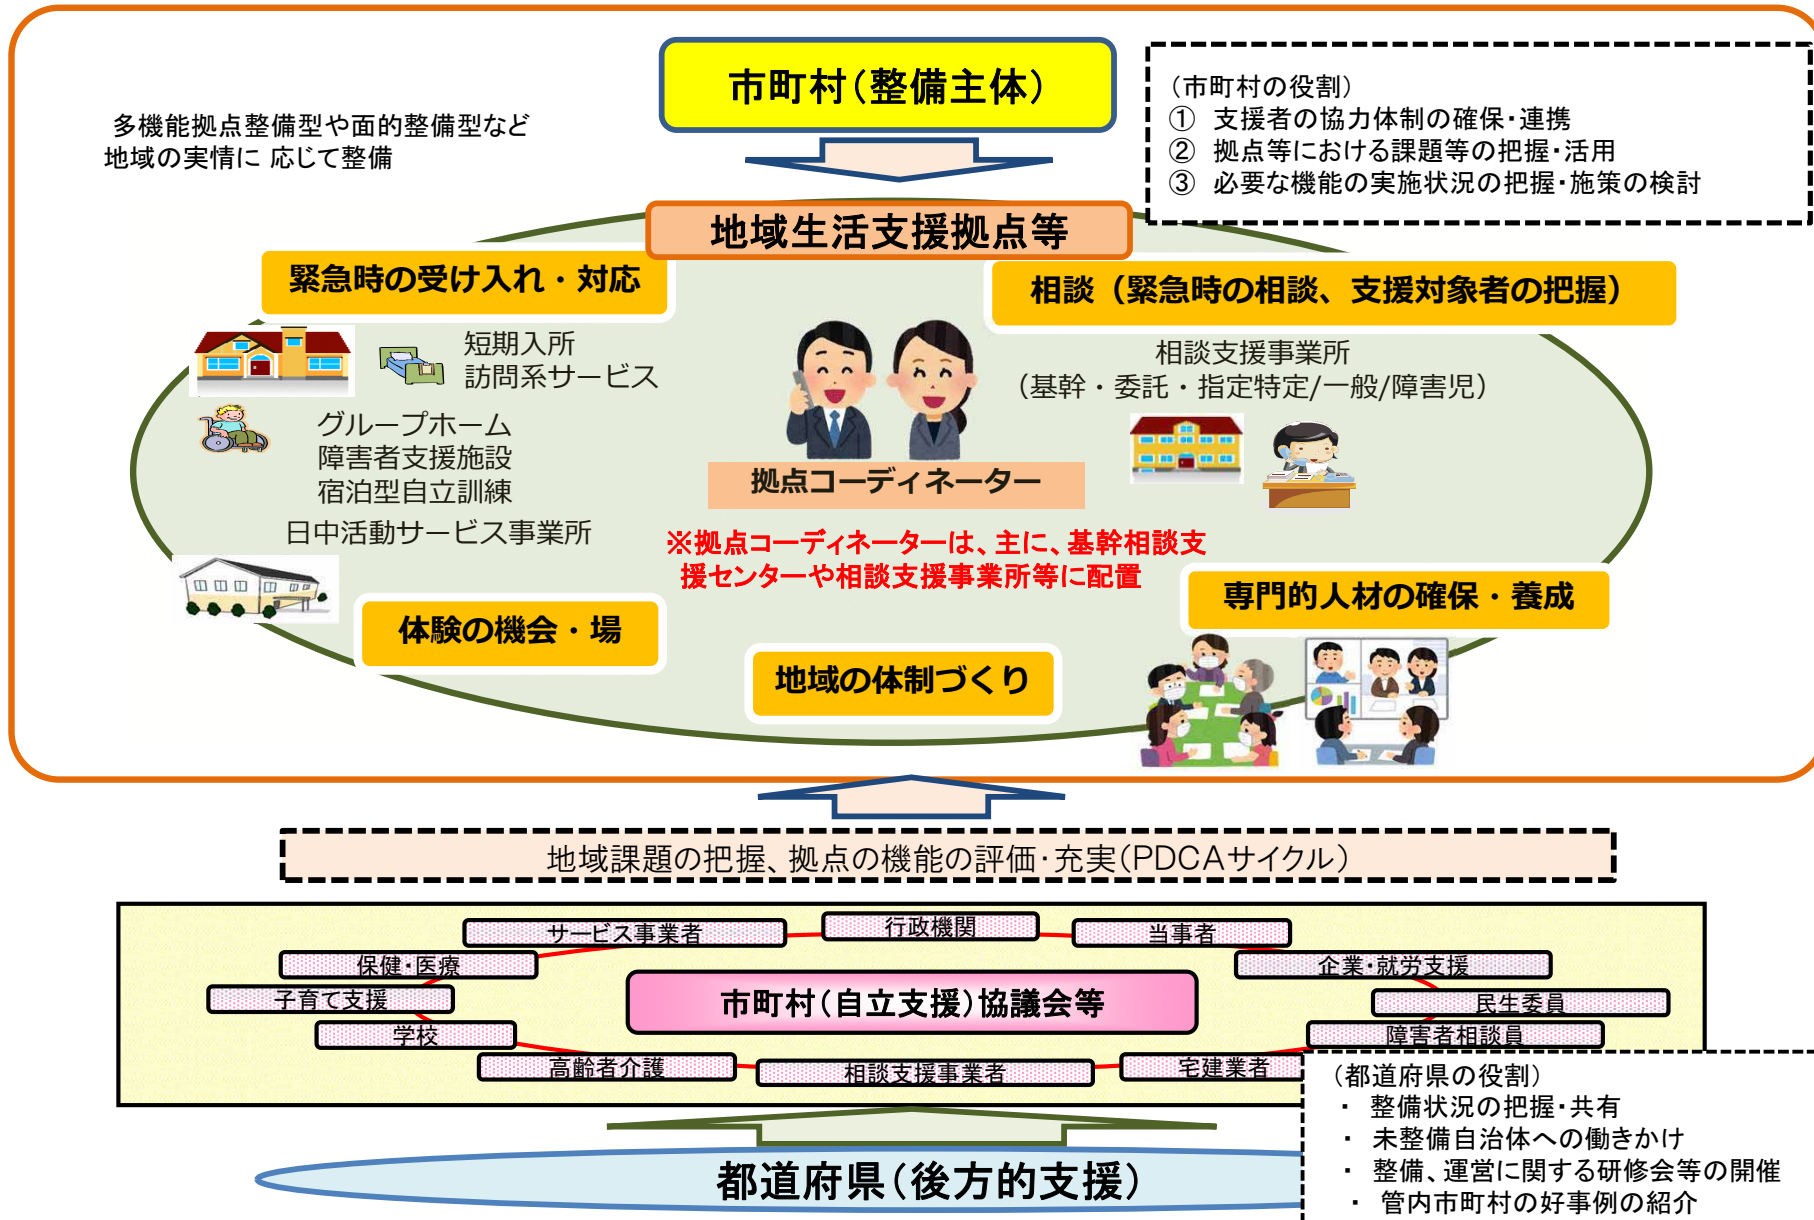 市町村（整備主体）
（市町村の役割）
① 支援者の協力体制の確保・連携
② 拠点等における課題等の把握・活用
③ 必要な機能の実施状況の把握・施策の検討
多機能拠点整備型や面的整備型など
地域の実情に 応じて整備
地域生活支援拠点等
緊急時の受け入れ・対応
相談（緊急時の相談、支援対象者の把握）
短期入所
訪問系サービス
相談支援事業所
（基幹・委託・指定特定/一般/障害児）
グループホーム
障害者支援施設
宿泊型自立訓練
日中活動サービス事業所
拠点コーディネーター
※拠点コーディネーターは、主に、基幹相談支
援センターや相談支援事業所等に配置
専門的人材の確保・養成
体験の機会・場
地域の体制づくり
地域課題の把握、拠点の機能の評価・充実（PDCAサイクル）
サービス事業者
行政機関
当事者
保健・医療
企業・就労支援
子育て支援
市町村（自立支援）協議会等
民生委員
学校
障害者相談員
高齢者介護
相談支援事業者
宅建業者
（都道府県の役割）
・ 整備状況の把握・共有
・ 未整備自治体への働きかけ
・ 整備、運営に関する研修会等の開催
・ 管内市町村の好事例の紹介
都道府県（後方的支援）